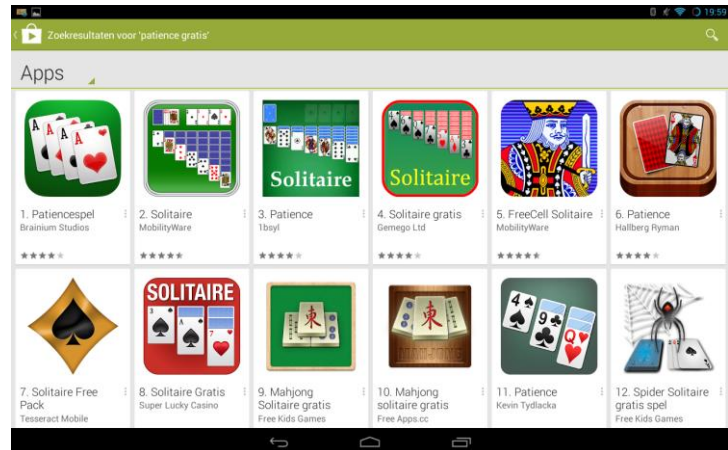 19:59
Zoekresultaten voor 'patience gratis'
Apps
Solitaire
Solitaire
1. Patiencespel
Brainium Studios
2. Solitaire
MobilityWare
3. Patience
1bsyl
4. Solitaire gratis
Gemego Ltd
5. FreeCell Solitaire
MobilityWare
6. Patience
Hallberg Ryman
SOLITAIRE
7. Solitaire Free
Pack
Tesseract Mobile
8. Solitaire Gratis
Super Lucky Casino
9. Mahjong
Solitaire gratis
Free Kids Games
10. Mahjong
solitaire gratis
Free Apps.cc
11. Patience
Kevin Tydlacka
12. Spider Solitaire
gratis spel
Free Kids Games